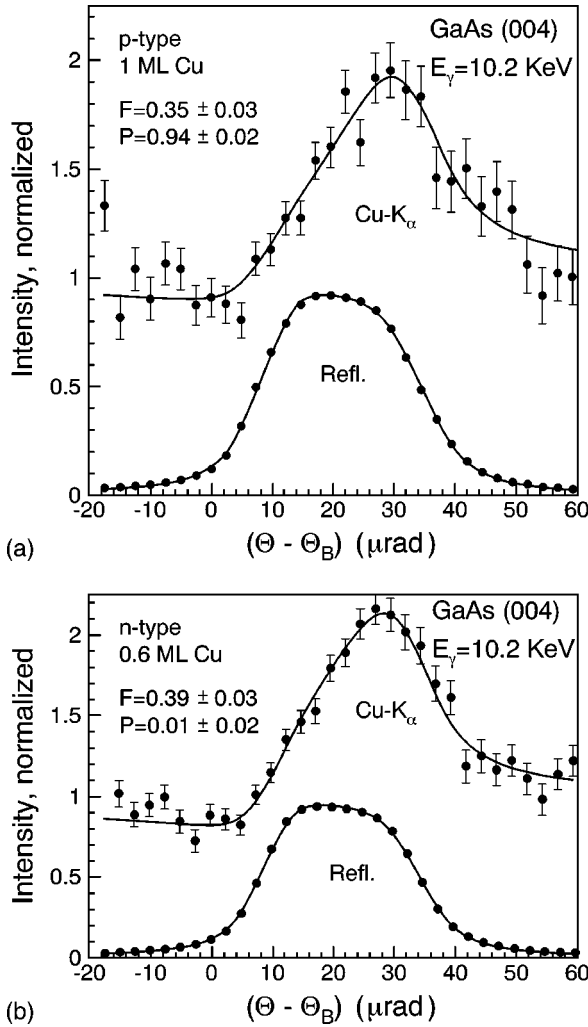 p-type
1 ML Cu
F=0.35 ± 0.03
P=0.94 ± 0.02
GaAs (004)
Eγ=10.2 KeV
Cu-Kα
Refl.
Intensity, normalized
2
1.5
1
0.5
0
-20 -10 0 10 20 30 40 50 60
(Θ - ΘB) (μrad)
(a)
n-type
0.6 ML Cu
F=0.39 ± 0.03
P=0.01 ± 0.02
GaAs (004)
Eγ=10.2 KeV
Cu-Kα
Refl.
Intensity, normalized
2
1.5
1
0.5
0
-20 -10 0 10 20 30 40 50 60
(Θ - ΘB) (μrad)
(b)